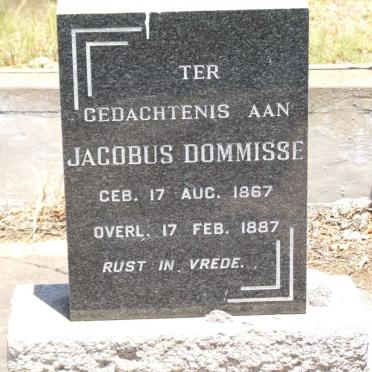 TER
GEDACHTENIS AAN
JACOBUS DOMMISSE
GEB. 17 AUG. 1867
OVERL. 17 FEB. 1887
RUST IN VREDE.